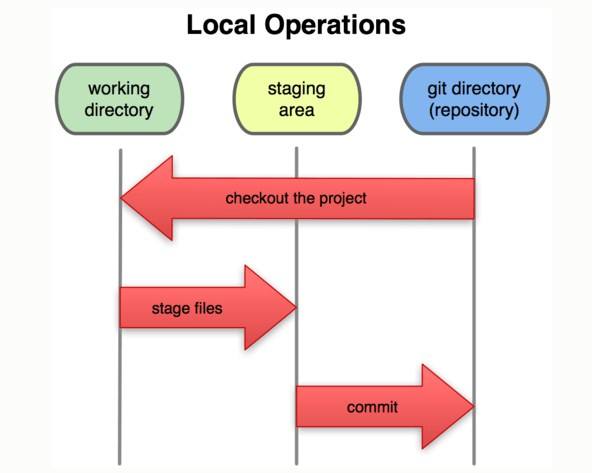 Local Operations
working
directory
staging
area
git directory
(repository)
checkout the project
stage files
commit